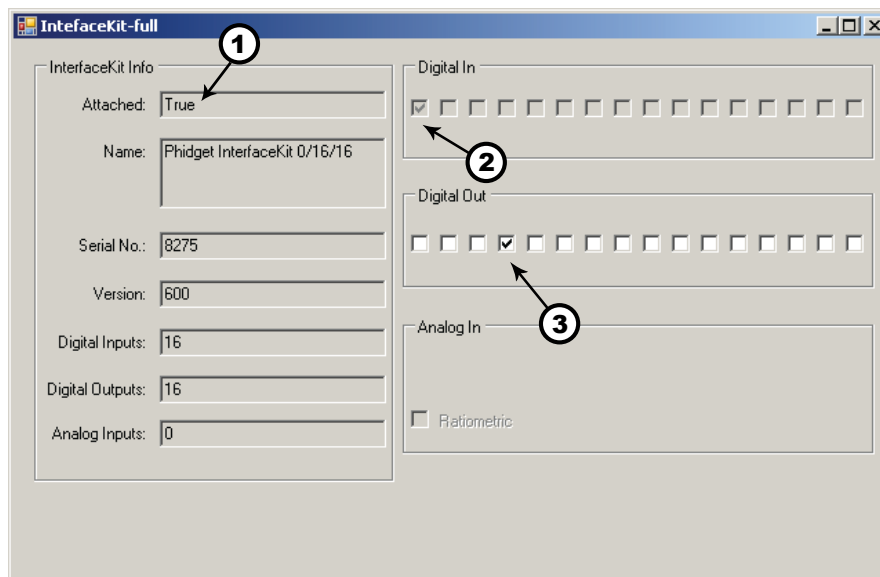 IntefaceKit-full
1
InterfaceKit Info
Attached: True
Name: Phidget InterfaceKit 0/16/16
Serial No.: 8275
Version: 600
Digital Inputs: 16
Digital Outputs: 16
Analog Inputs: 0
Digital In
2
Digital Out
3
Analog In
Ratiometric